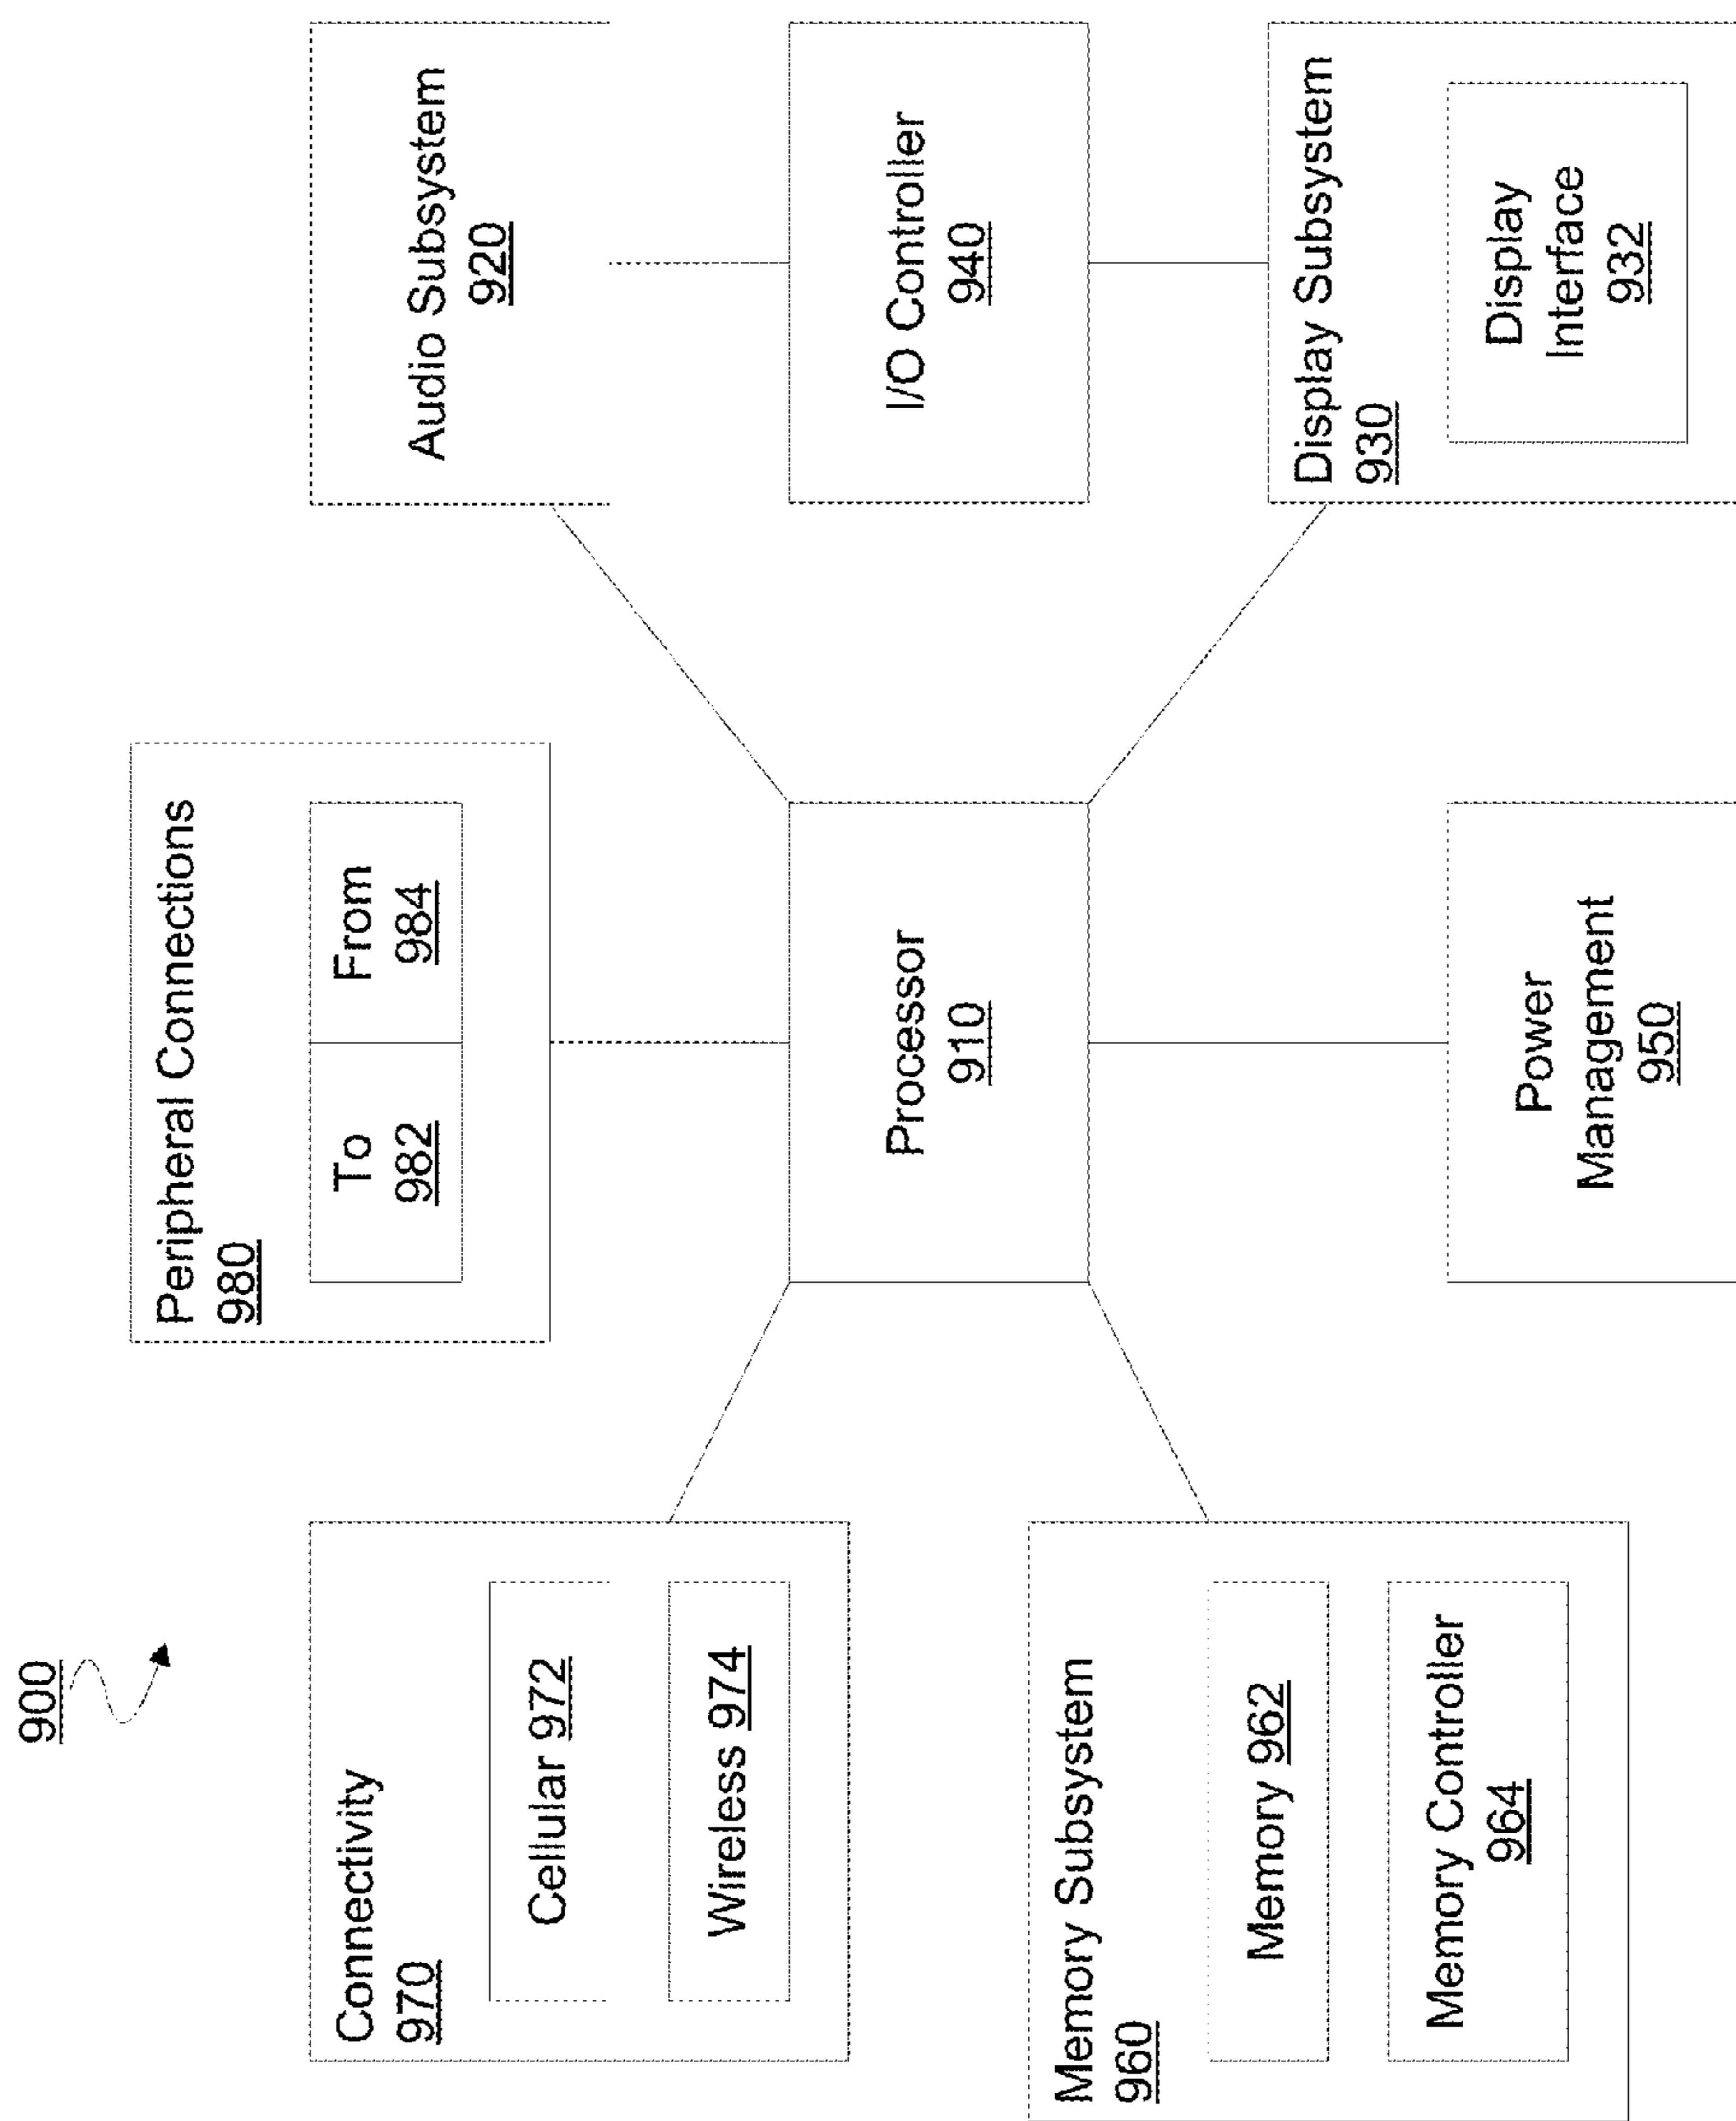 900
Peripheral Connections
980
To
982
From
984
Connectivity
970
Cellular 972
Wireless 974
Audio Subsystem
920
Processor
910
I/O Controller
940
Memory Subsystem
960
Memory 962
Memory Controller
964
Power
Management
950
Display Subsystem
930
Display
Interface
932